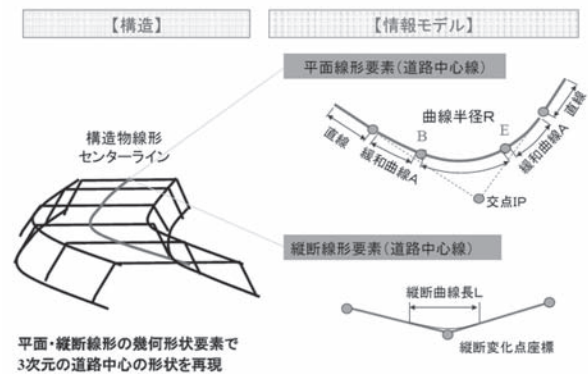 【構造】
【情報モデル】
平面線形要素(道路中心線)
曲線半径R
直線
緩和曲線A
B
E
緩和曲線A
直線
交点IP
構造物線形
センターライン
縦断線形要素(道路中心線)
縦断曲線長L
縦断変化点座標
平面・縦断線形の幾何形状要素で
3次元の道路中心の形状を再現